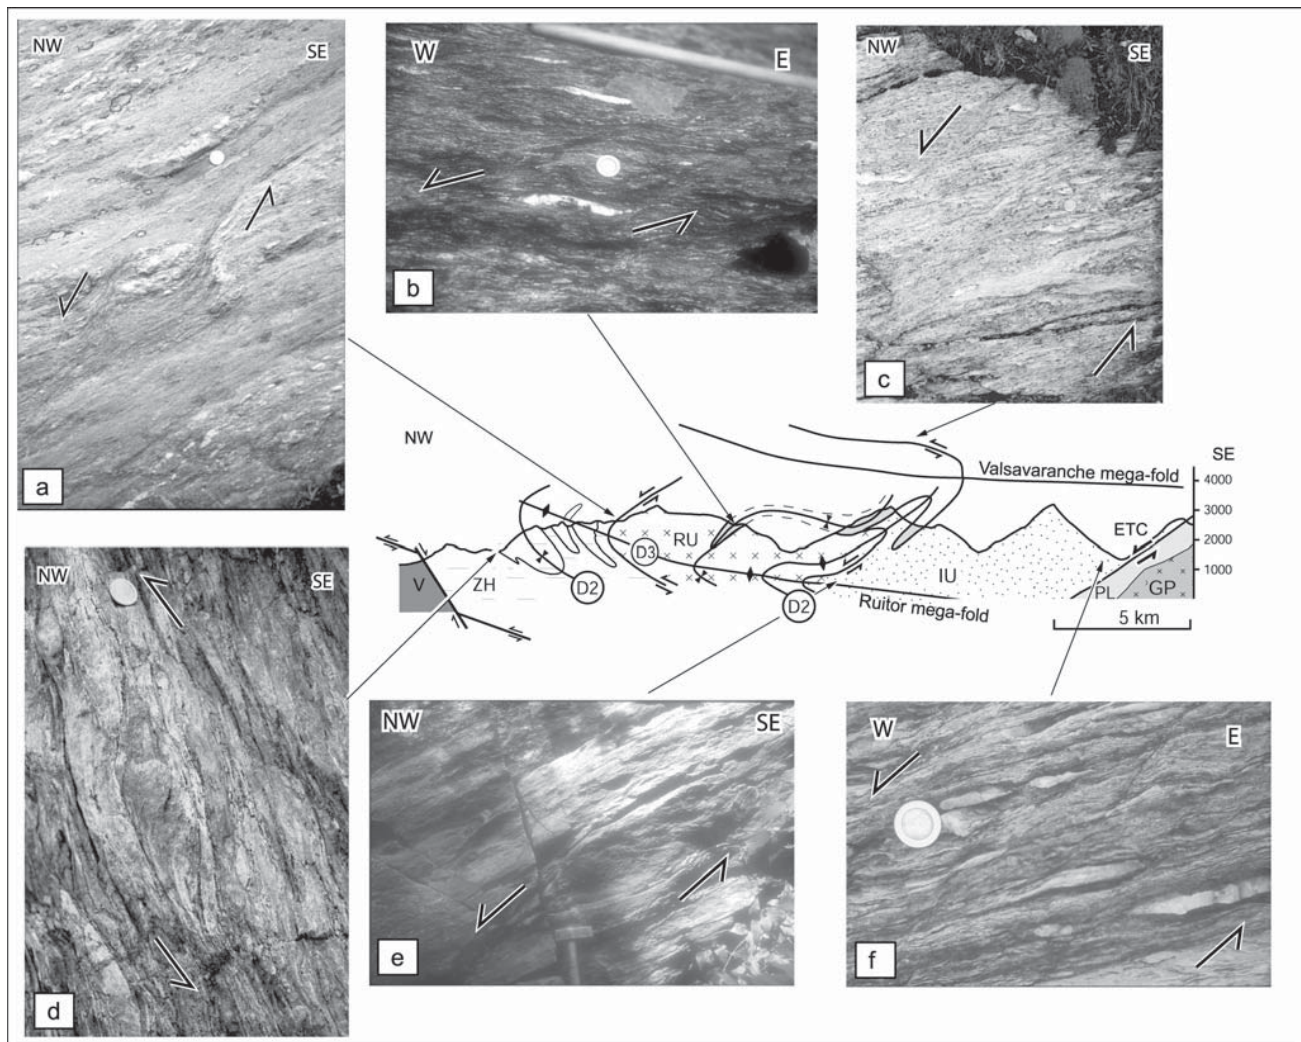 NW
SE
a
W
E
b
NW
SE
c
NW
SE
Valsavaranche mega-fold
4000
3000
2000
1000
ETC
RU
D3
IU
V
ZH
D2
D2
Ruitor mega-fold
PL
GP
5 km
NW
SE
d
NW
SE
e
W
E
f